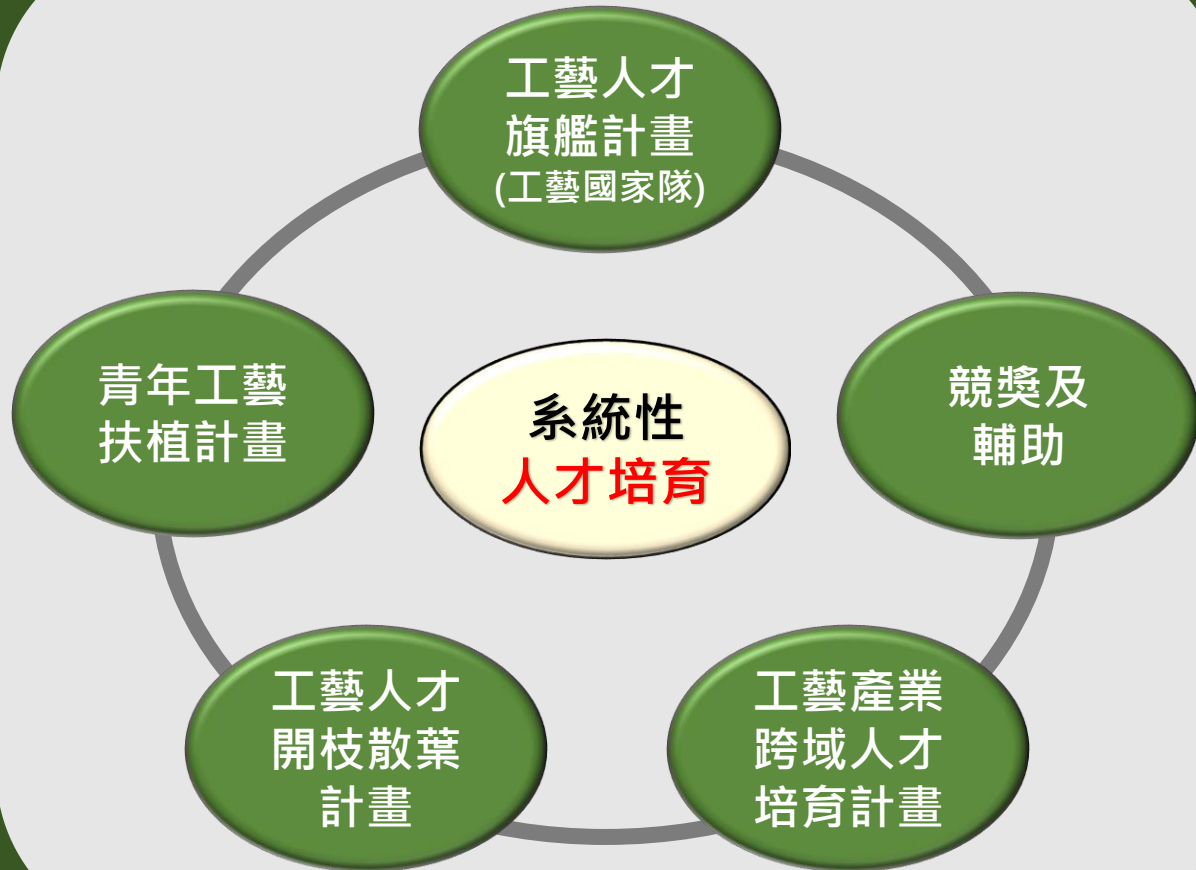 工藝人才
旗艦計畫
(工藝國家隊)
青年工藝
扶植計畫
系統性
人才培育
競獎及
輔助
工藝人才
開枝散葉
計畫
工藝產業
跨域人才
培育計畫